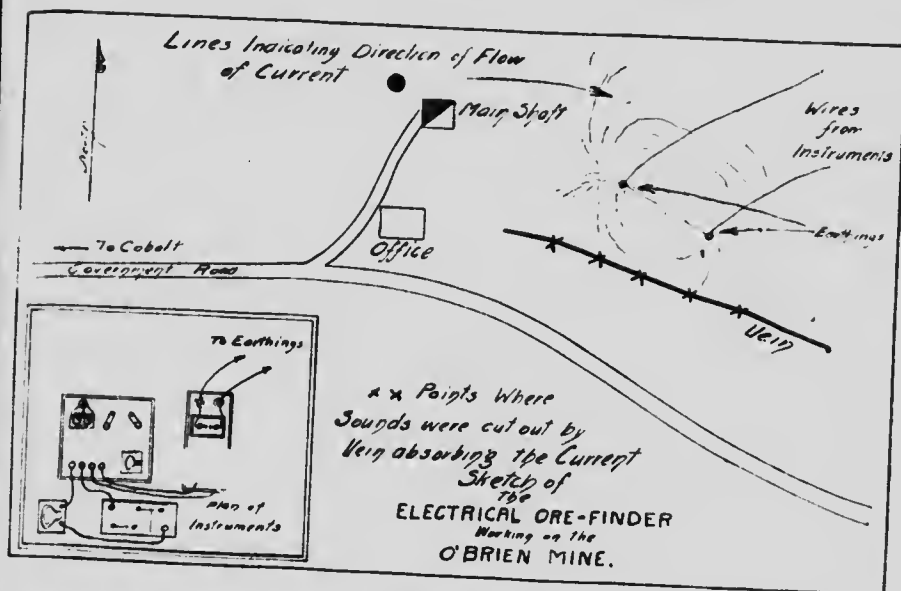 Lines Indicating Direction of Flow
of Current
North
Main Shaft
Wires
from
Instruments
Earthings
Office
To Cobalt
Government Road
Vein
To Earthings
Plan of
Instruments
x x Points Where
Sounds were cut out by
Vein absorbing the Current
Sketch of
the
ELECTRICAL ORE-FINDER
Working on the
O'BRIEN MINE.